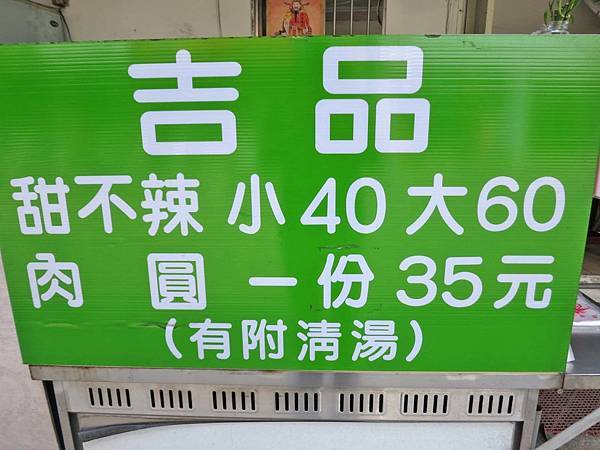 吉品
甜不辣 小40 大60
肉圓 一份 35元
(有附清湯)